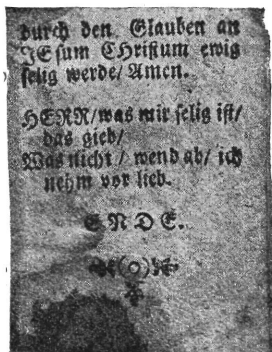 durch den Glauben an
JEsum CHristum ewig
selig werde/ Amen.
HERR/was mir selig ist/
das gieb/
Was nicht / wend ab/ ich
nehm vor lieb.
ENDE.